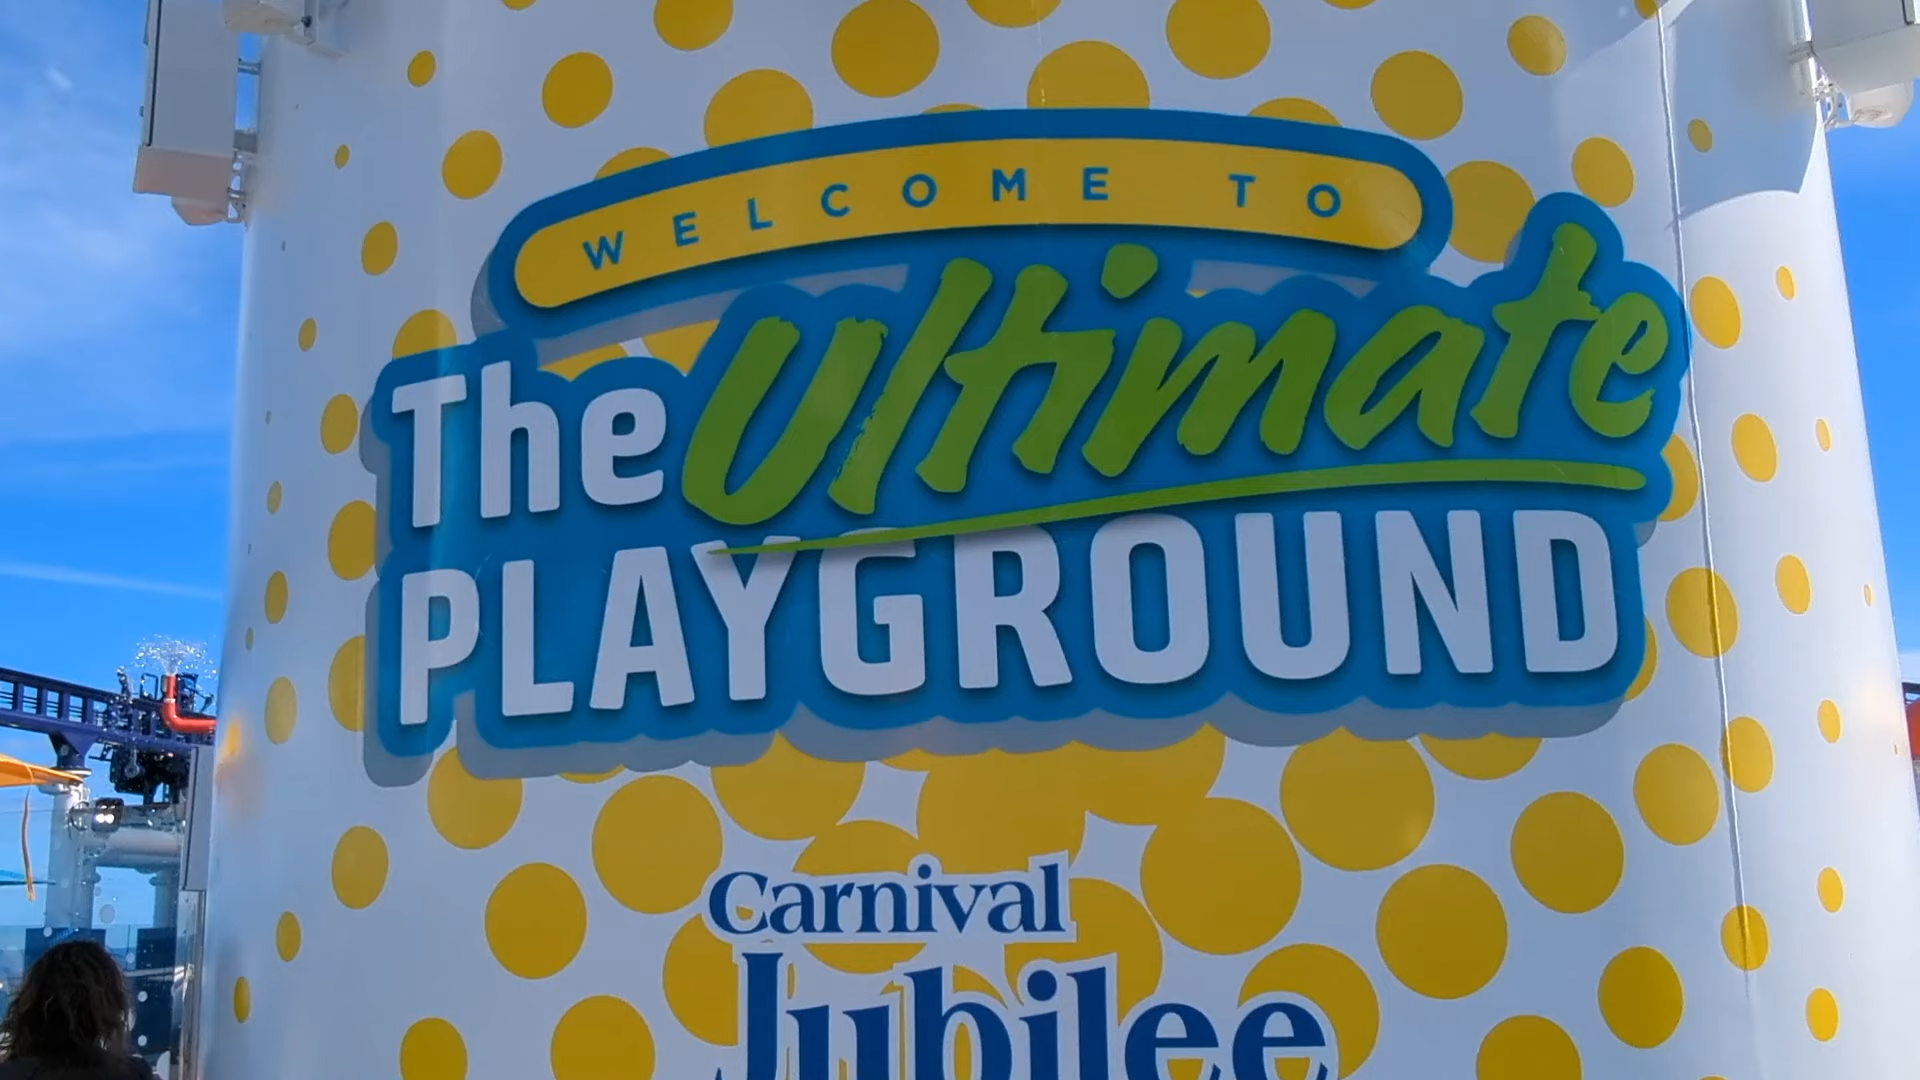 WELCOME TO
The Ultimate
PLAYGROUND
Carnival
Jubilee